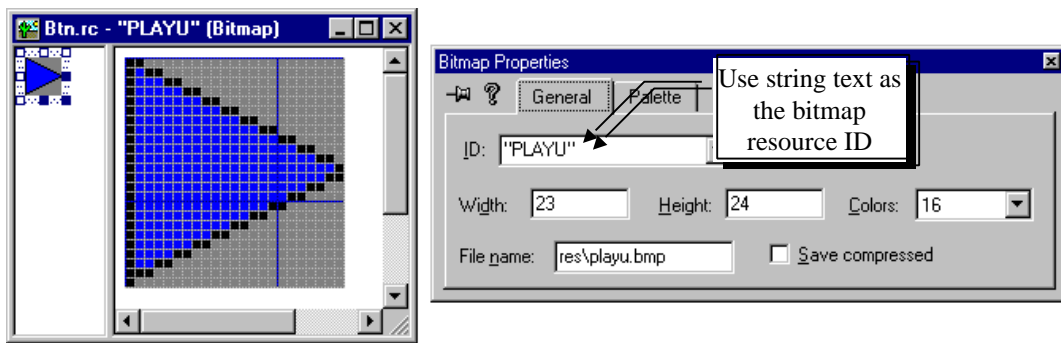 Btn.rc - "PLAYU" (Bitmap)
Bitmap Properties
General
Palette
Use string text as
the bitmap
resource ID
ID: "PLAYU"
Width: 23 Height: 24 Colors: 16
File name: res\playu.bmp Save compressed